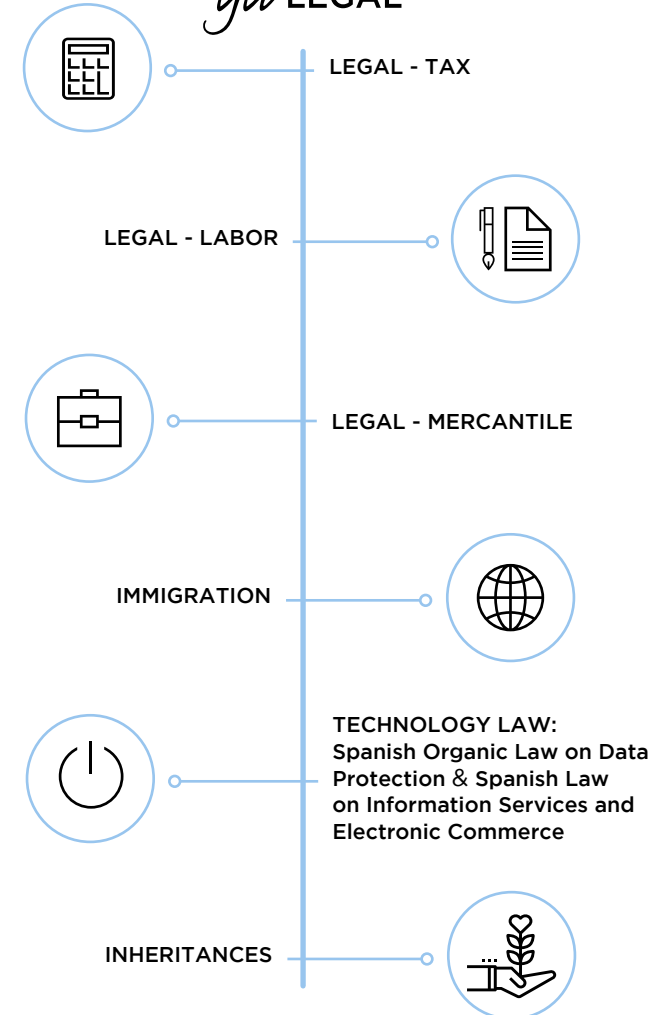 LEGAL
LEGAL - TAX
LEGAL - LABOR
LEGAL - MERCANTILE
IMMIGRATION
TECHNOLOGY LAW:
Spanish Organic Law on Data
Protection & Spanish Law
on Information Services and
Electronic Commerce
INHERITANCES